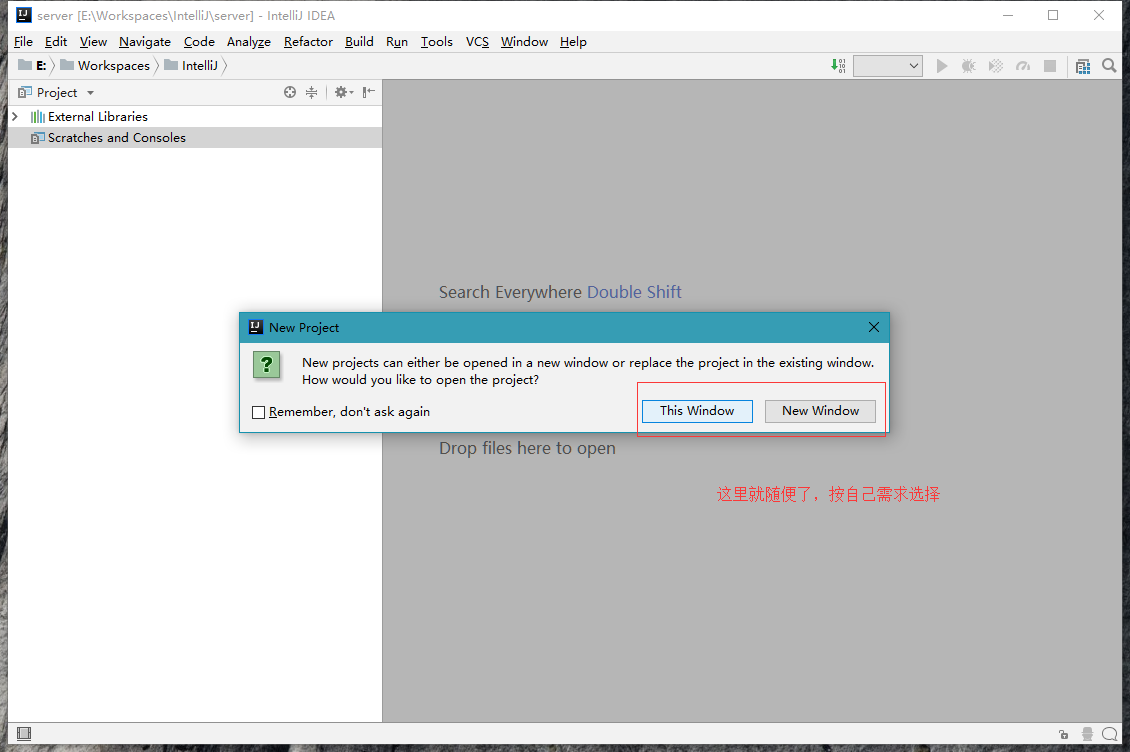 server [E:\Workspaces\IntelliJ\server] - IntelliJ IDEA
File Edit View Navigate Code Analyze Refactor Build Run Tools VCS Window Help
E: Workspaces IntelliJ
Project
External Libraries
Scratches and Consoles
Search Everywhere Double Shift
New Project
New projects can either be opened in a new window or replace the project in the existing window.
How would you like to open the project?
Remember, don't ask again
This Window New Window
Drop files here to open
这里就随便了，按自己需求选择